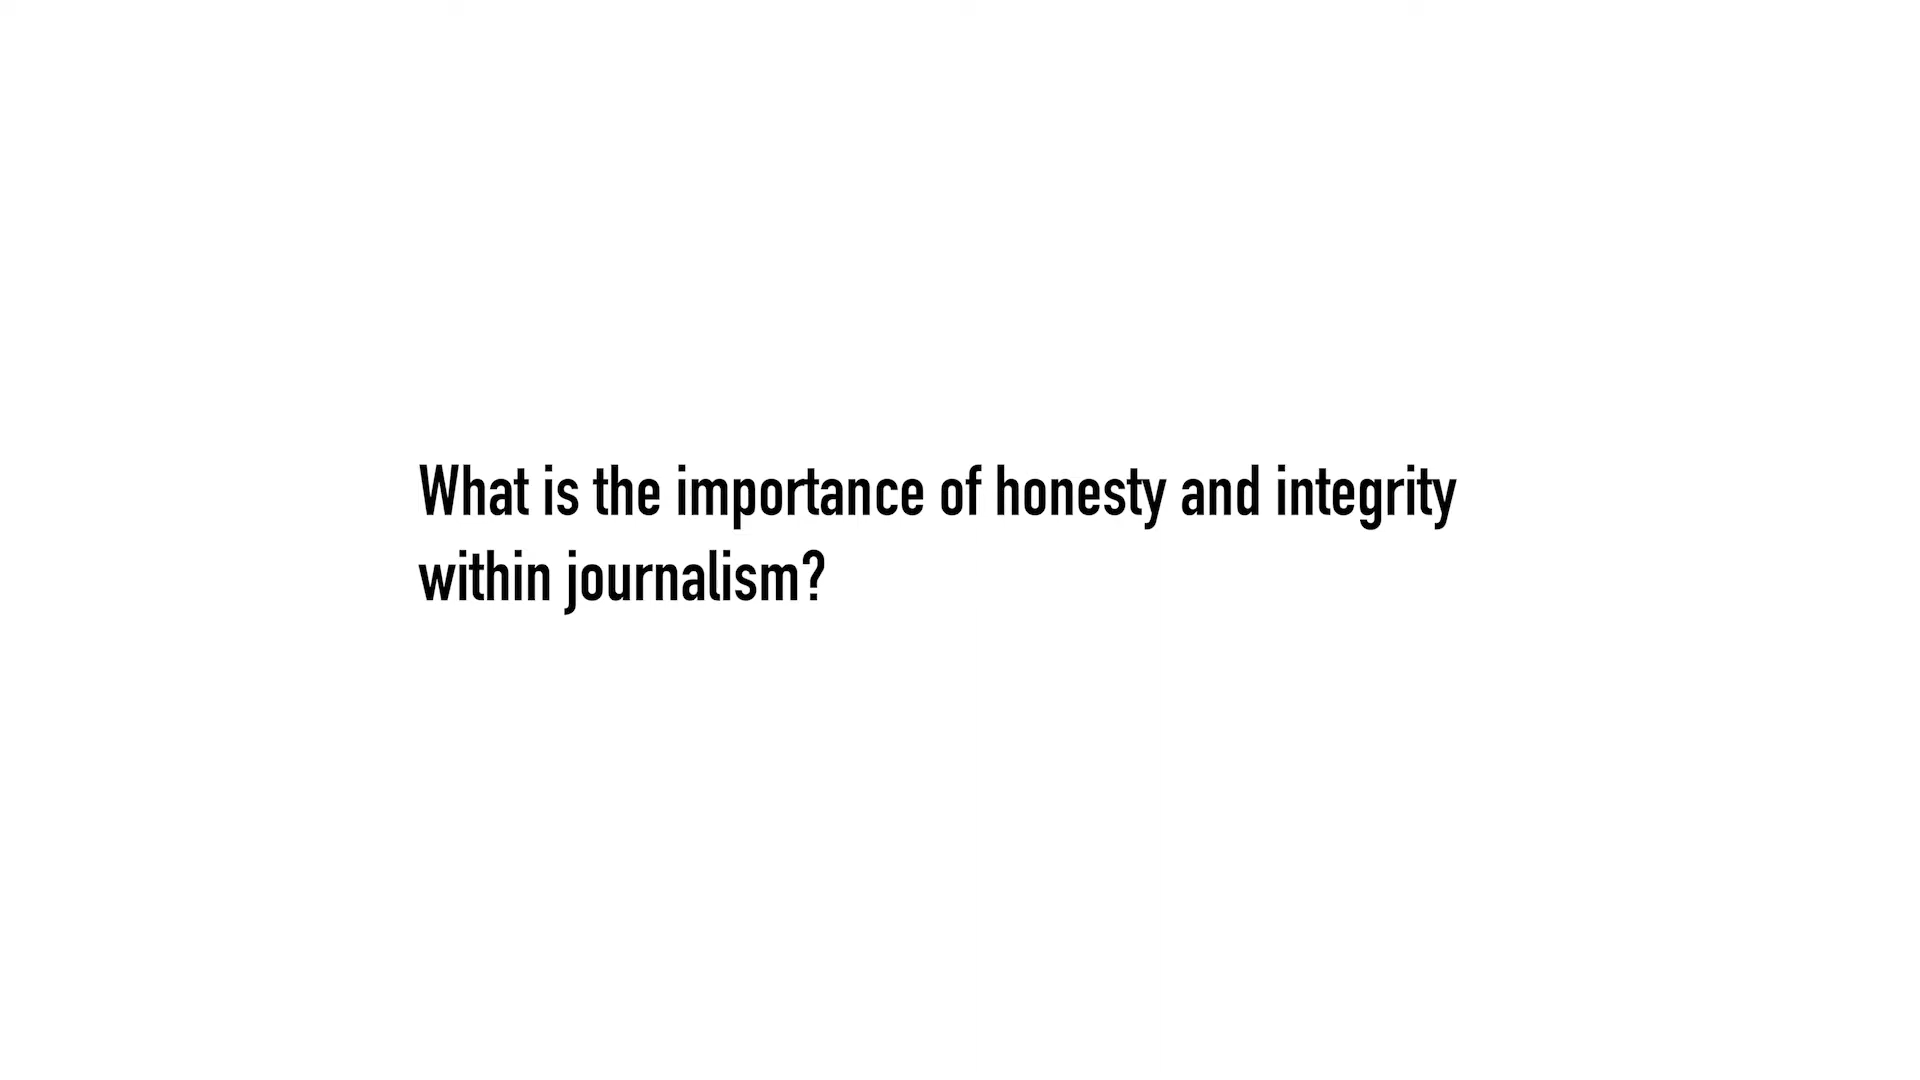 What is the importance of honesty and integrity
within journalism?